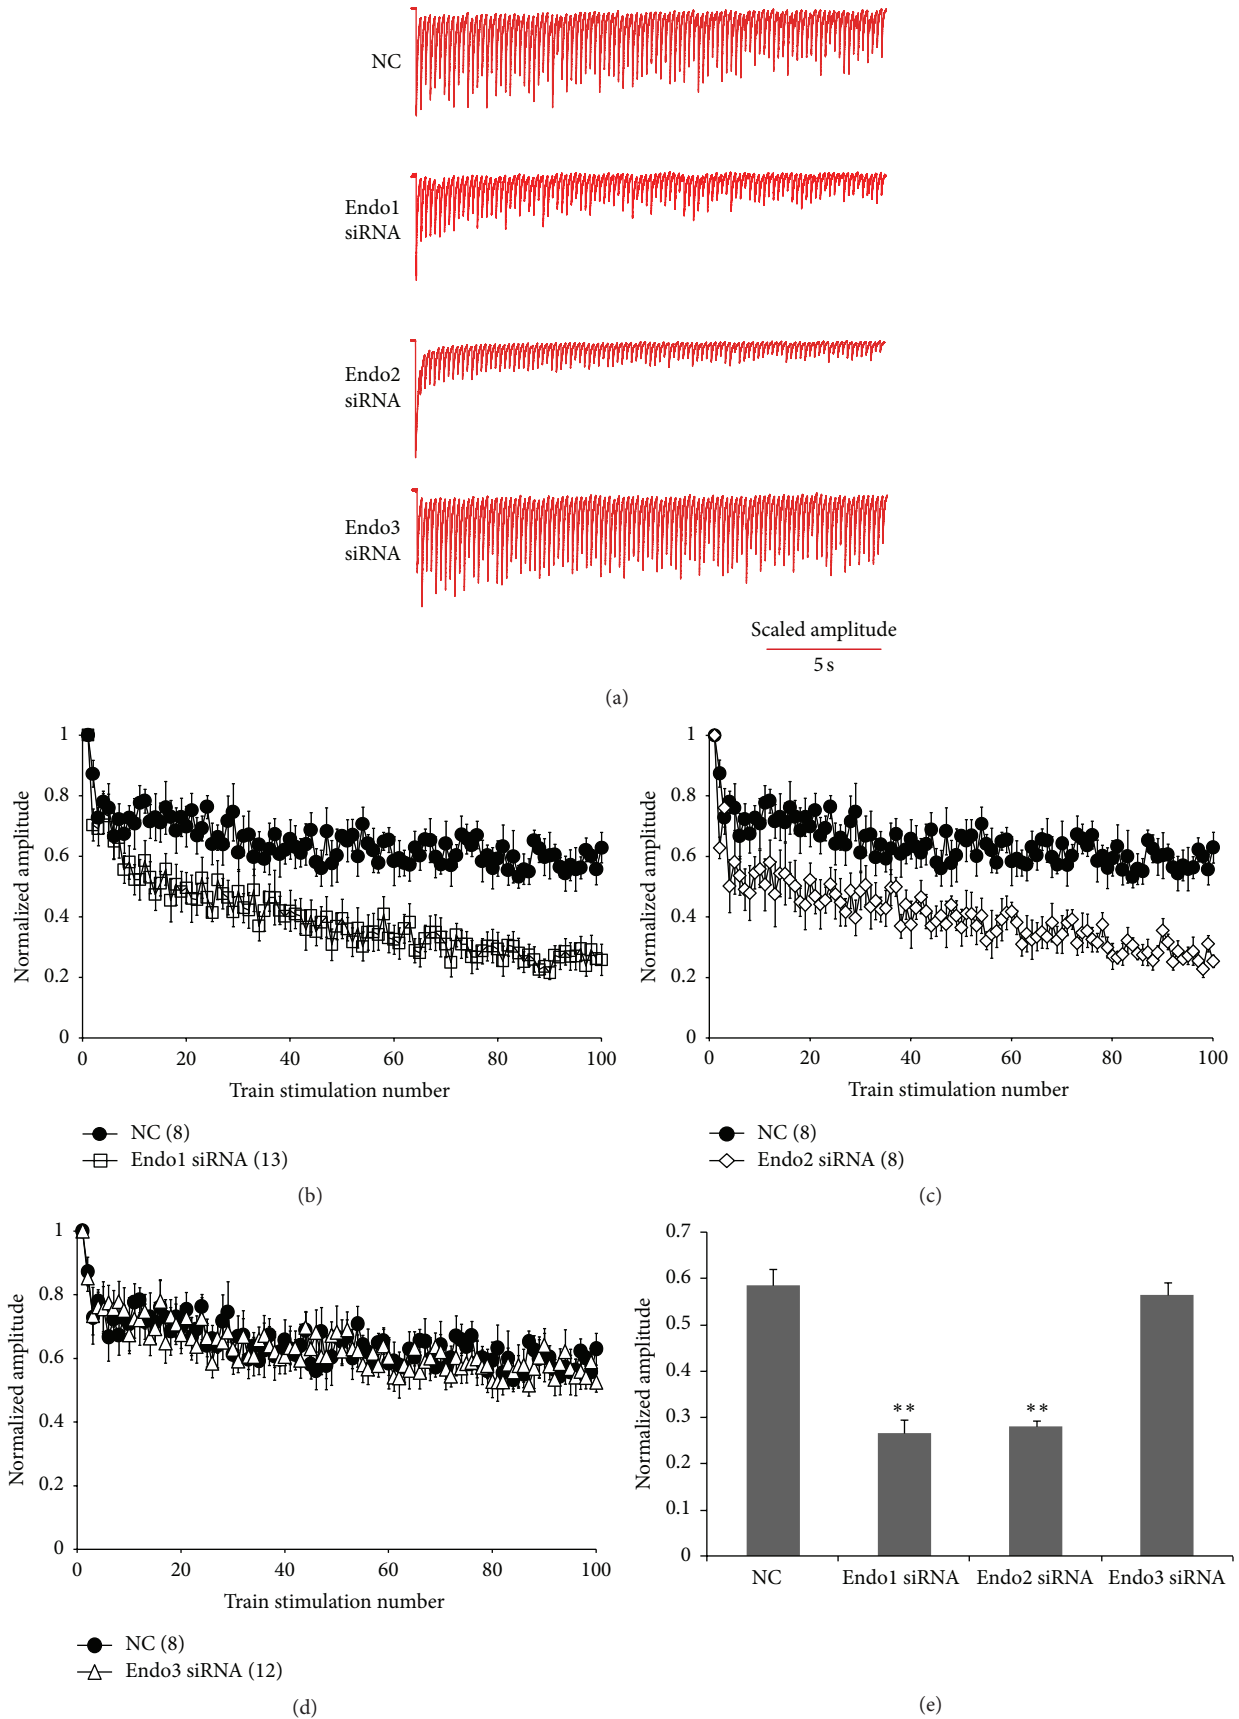 NC
Endo1
siRNA
Endo2
siRNA
Endo3
siRNA
Scaled amplitude
5 s
(a)
1
0.8
0.6
0.4
0.2
0
Normalized amplitude
0 20 40 60 80 100
Train stimulation number
NC (8)
Endo1 siRNA (13)
(b)
1
0.8
0.6
0.4
0.2
0
Normalized amplitude
0 20 40 60 80 100
Train stimulation number
NC (8)
Endo2 siRNA (8)
(c)
1
0.8
0.6
0.4
0.2
0
Normalized amplitude
0 20 40 60 80 100
Train stimulation number
NC (8)
Endo3 siRNA (12)
(d)
0.7
0.6
0.5
0.4
0.3
0.2
0.1
0
Normalized amplitude
** **
NC Endo1 siRNA Endo2 siRNA Endo3 siRNA
(e)